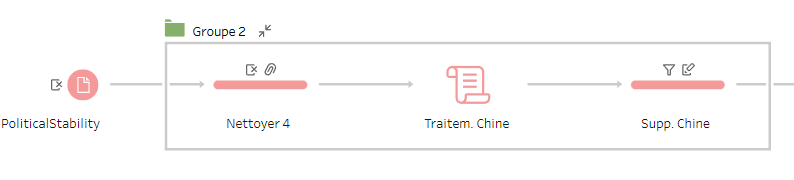 Groupe 2
PoliticalStability
Nettoyer 4
Traitem. Chine
Supp. Chine